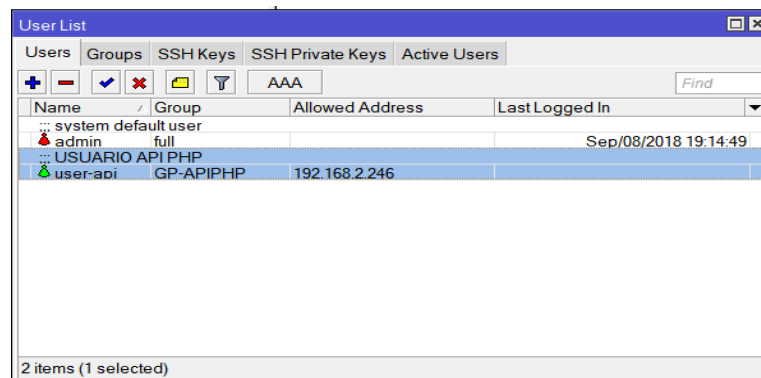 User List
Users Groups SSH Keys SSH Private Keys Active Users
AAA Find
Name Group Allowed Address Last Logged In
;;; system default user
admin full Sep/08/2018 19:14:49
;;; USUARIO API PHP
user-api GP-APIPHP 192.168.2.246
2 items (1 selected)